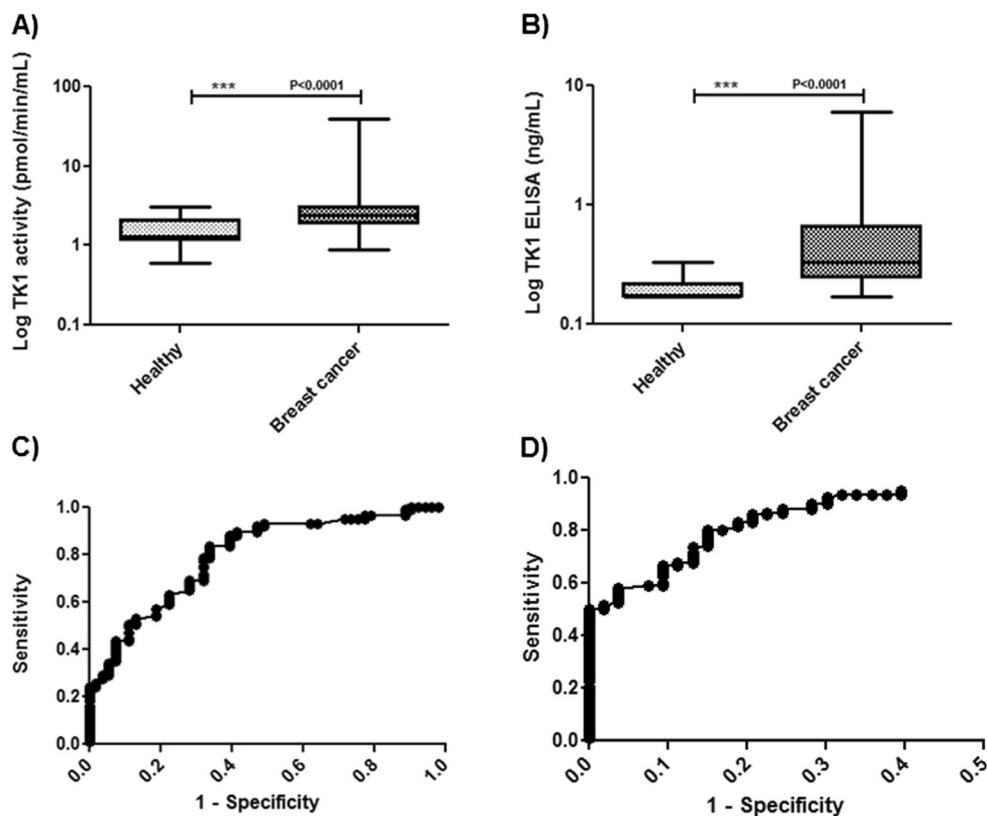 A)
Log TK1 activity (pmol/min/mL)
100
10
1
0.1
*** P<0.0001
Healthy
Breast cancer
B)
Log TK1 ELISA (ng/mL)
10
1
0.1
*** P<0.0001
Healthy
Breast cancer
C)
Sensitivity
1.0
0.8
0.6
0.4
0.2
0.0
0.0 0.2 0.4 0.6 0.8 1.0
1 - Specificity
D)
Sensitivity
1.0
0.8
0.6
0.4
0.2
0.0
0.0 0.1 0.2 0.3 0.4 0.5
1 - Specificity